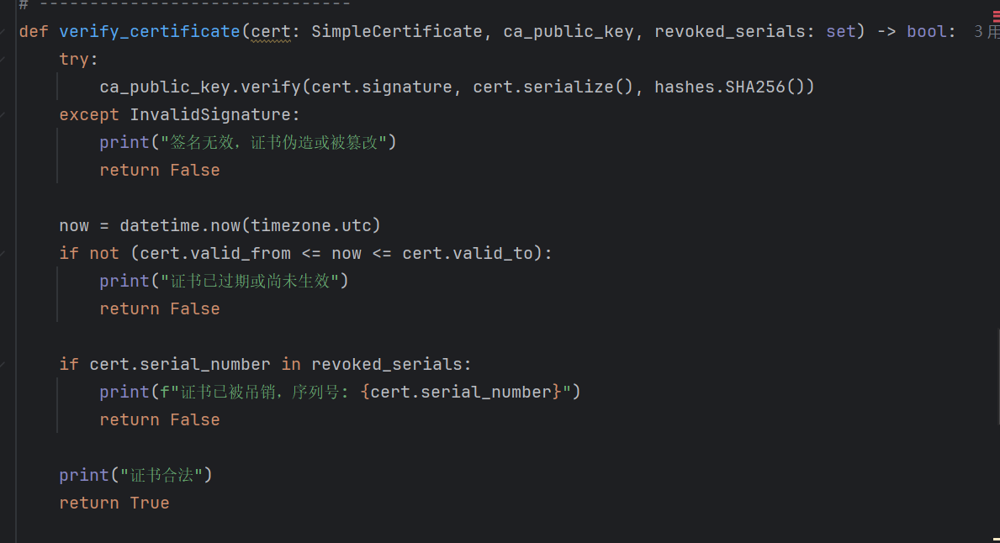 # -------------------------------
def verify_certificate(cert: SimpleCertificate, ca_public_key, revoked_serials: set) -> bool:  3用
try:
ca_public_key.verify(cert.signature, cert.serialize(), hashes.SHA256())
except InvalidSignature:
print("签名无效，证书伪造或被篡改")
return False
now = datetime.now(timezone.utc)
if not (cert.valid_from <= now <= cert.valid_to):
print("证书已过期或尚未生效")
return False
if cert.serial_number in revoked_serials:
print(f"证书已被吊销，序列号: {cert.serial_number}")
return False
print("证书合法")
return True